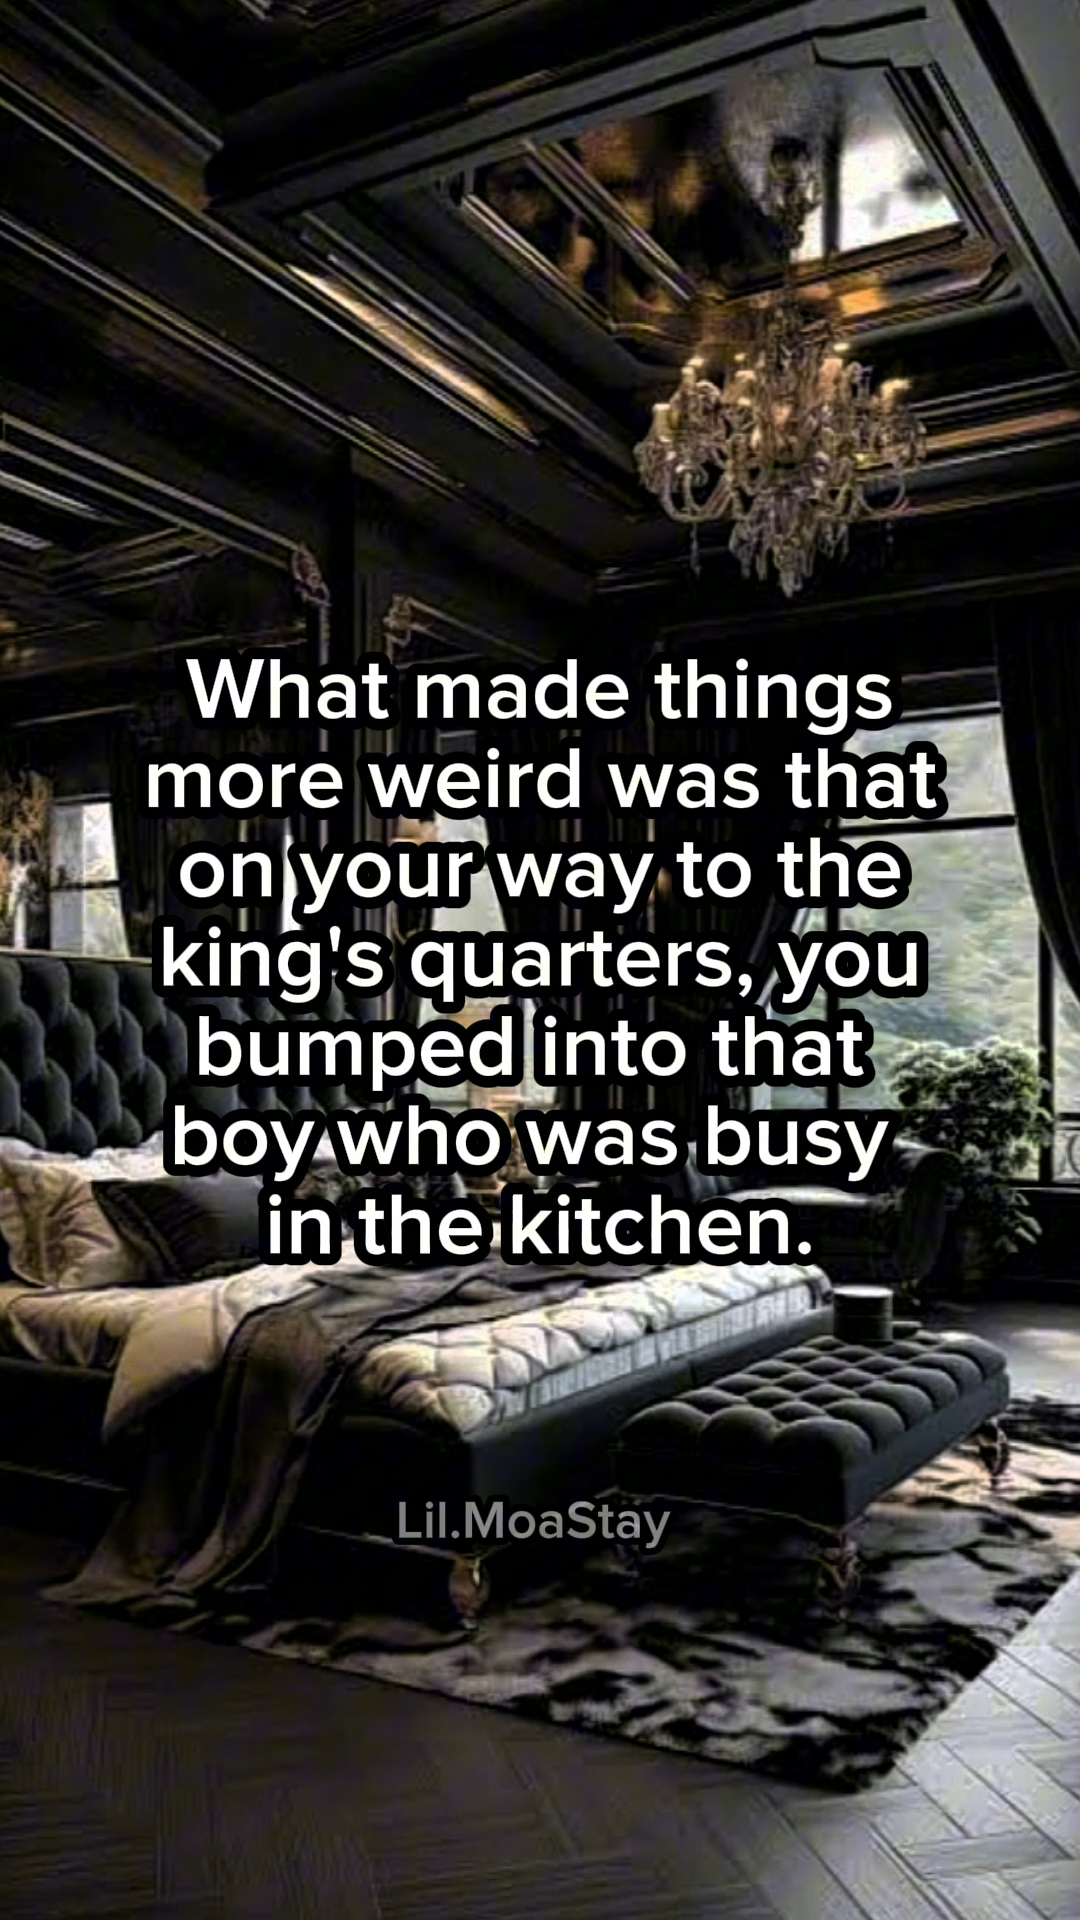 What made things
more weird was that
on your way to the
king's quarters, you
bumped into that
boy who was busy
in the kitchen.
Lil.MoaStay